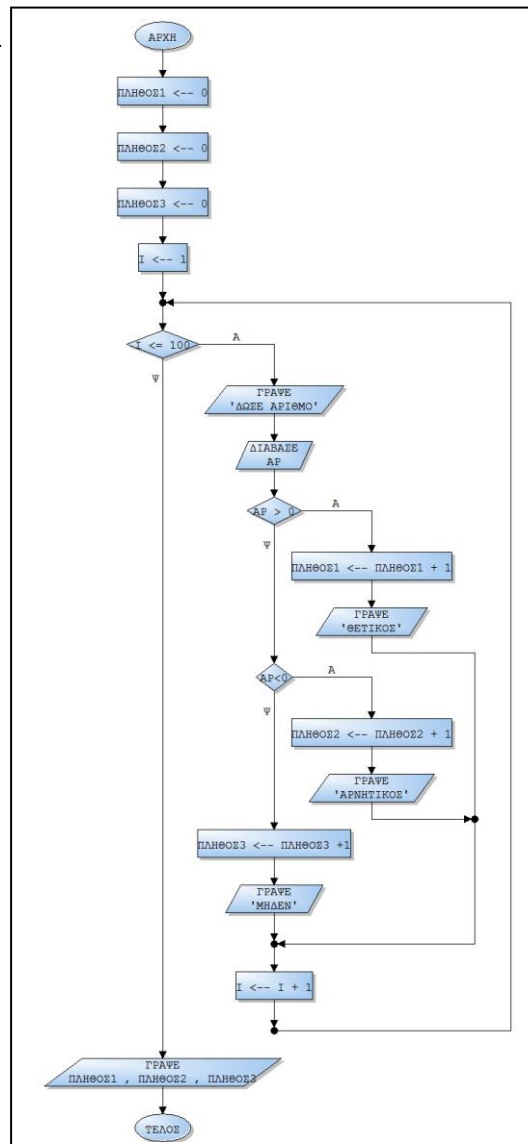 ΑΡΧΗ
ΠΛΗΘΟΣ1 <-- 0
ΠΛΗΘΟΣ2 <-- 0
ΠΛΗΘΟΣ3 <-- 0
Ι <-- 1
Ι <= 100
Α
Ψ
ΓΡΑΨΕ
'ΔΩΣΕ ΑΡΙΘΜΟ'
ΔΙΑΒΑΣΕ
ΑΡ
ΑΡ > 0
Α
Ψ
ΠΛΗΘΟΣ1 <-- ΠΛΗΘΟΣ1 + 1
ΓΡΑΨΕ
'ΘΕΤΙΚΟΣ'
ΑΡ<0
Α
Ψ
ΠΛΗΘΟΣ2 <-- ΠΛΗΘΟΣ2 + 1
ΓΡΑΨΕ
'ΑΡΝΗΤΙΚΟΣ'
ΠΛΗΘΟΣ3 <-- ΠΛΗΘΟΣ3 +1
ΓΡΑΨΕ
'ΜΗΔΕΝ'
Ι <-- Ι + 1
ΓΡΑΨΕ
ΠΛΗΘΟΣ1 , ΠΛΗΘΟΣ2 , ΠΛΗΘΟΣ3
ΤΕΛΟΣ